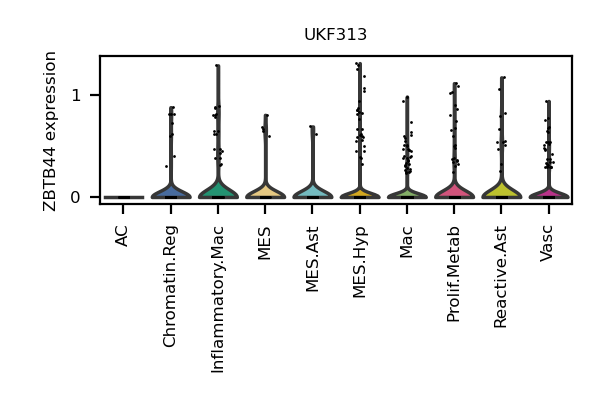 UKF313
ZBTB44 expression
1
0
AC
Chromatin.Reg
Inflammatory.Mac
MES
MES.Ast
MES.Hyp
Mac
Prolif.Metab
Reactive.Ast
Vasc